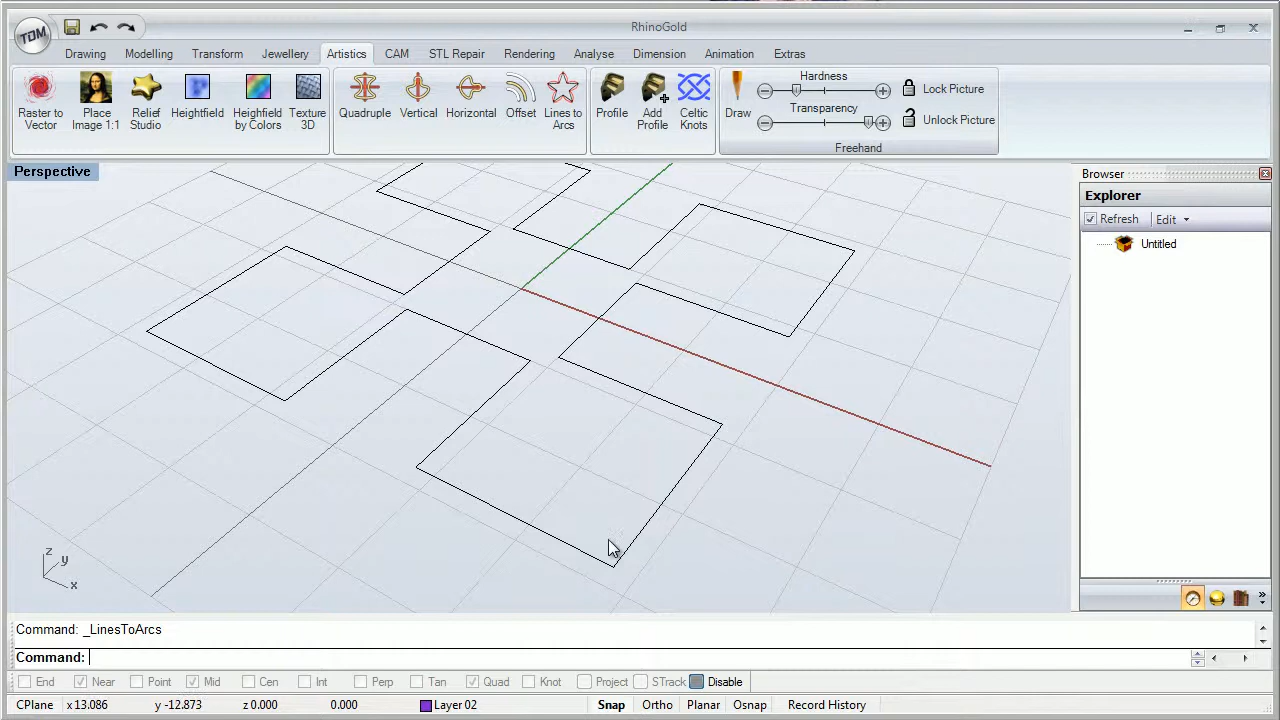 TDM
RhinoGold
Drawing Modelling Transform Jewellery Artistics CAM STL Repair Rendering Analyse Dimension Animation Extras
Raster to Vector
Place Image 1:1
Relief Studio
Heightfield
Heightfield by Colors
Texture 3D
Quadruple
Vertical
Horizontal
Offset
Lines to Arcs
Profile
Add Profile
Celtic Knots
Draw
Hardness
Transparency
Lock Picture
Unlock Picture
Freehand
Perspective
Browser
Explorer
Refresh Edit
Untitled
z
y
x
Command: _LinesToArcs
Command:
End Near Point Mid Cen Int Perp Tan Quad Knot Project STrack Disable
CPlane x 13.086 y -12.873 z 0.000 0.000 Layer 02 Snap Ortho Planar Osnap Record History